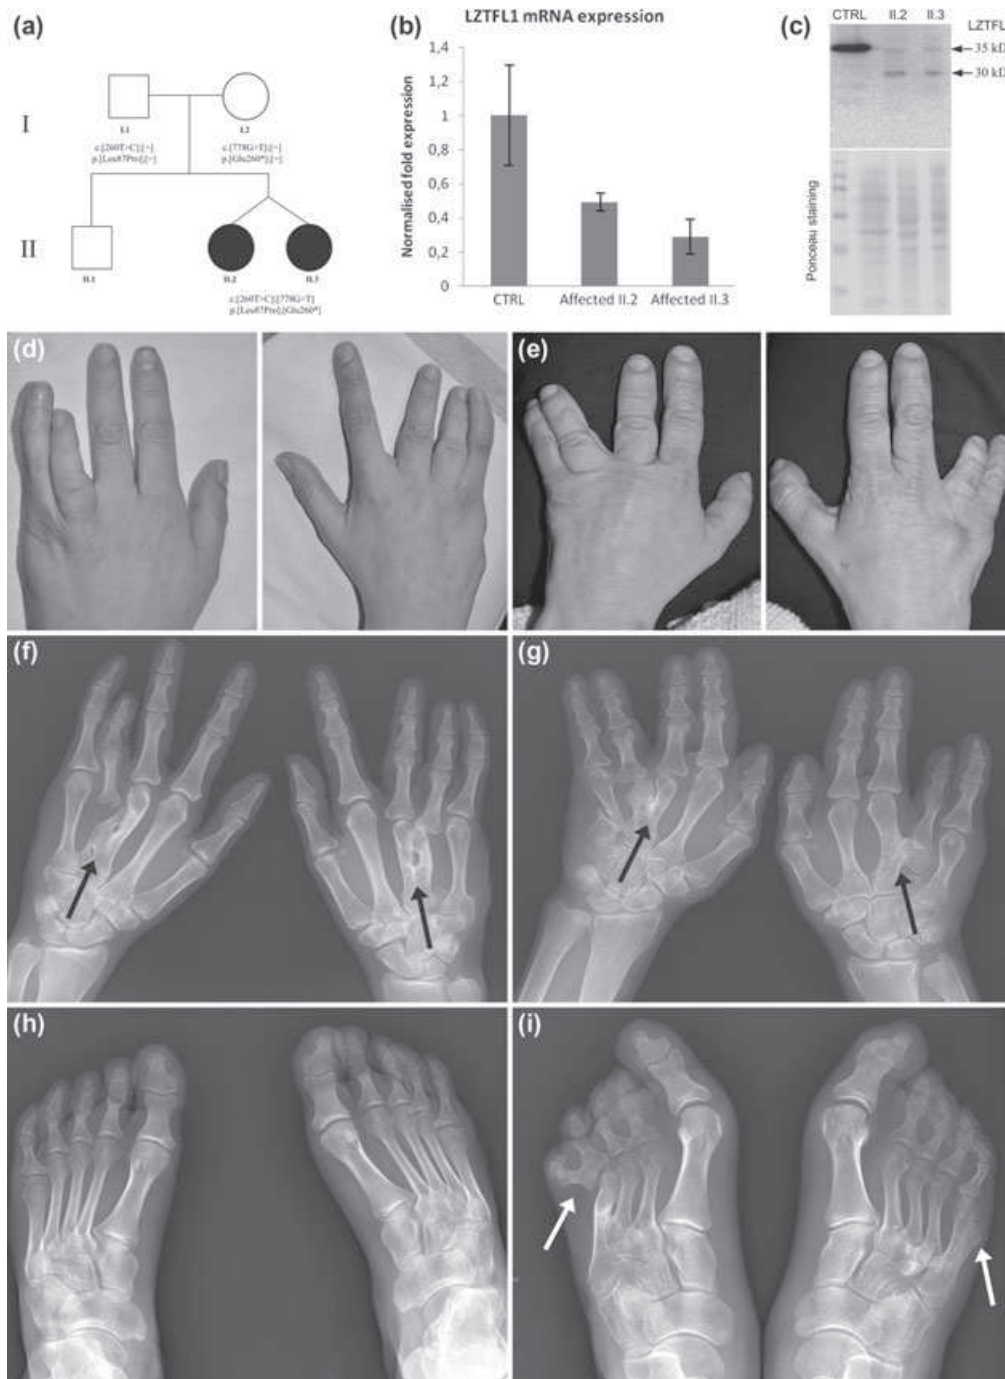 (a)
I
I.1
I.2
c.[260T>C];[=]
p.[Leu87Pro];[=]
c.[778G>T];[=]
p.[Glu260*];[=]
II
II.1
II.2
II.3
c.[260T>C];[778G>T]
p.[Leu87Pro];[Glu260*]
(b)
LZTFL1 mRNA expression
Normalised fold expression
1,4
1,2
1
0,8
0,6
0,4
0,2
0
CTRL
Affected II.2
Affected II.3
(c)
CTRL
II.2
II.3
LZTFL
35 kD
30 kD
Ponceau staining
(d)
(e)
(f)
(g)
(h)
(i)